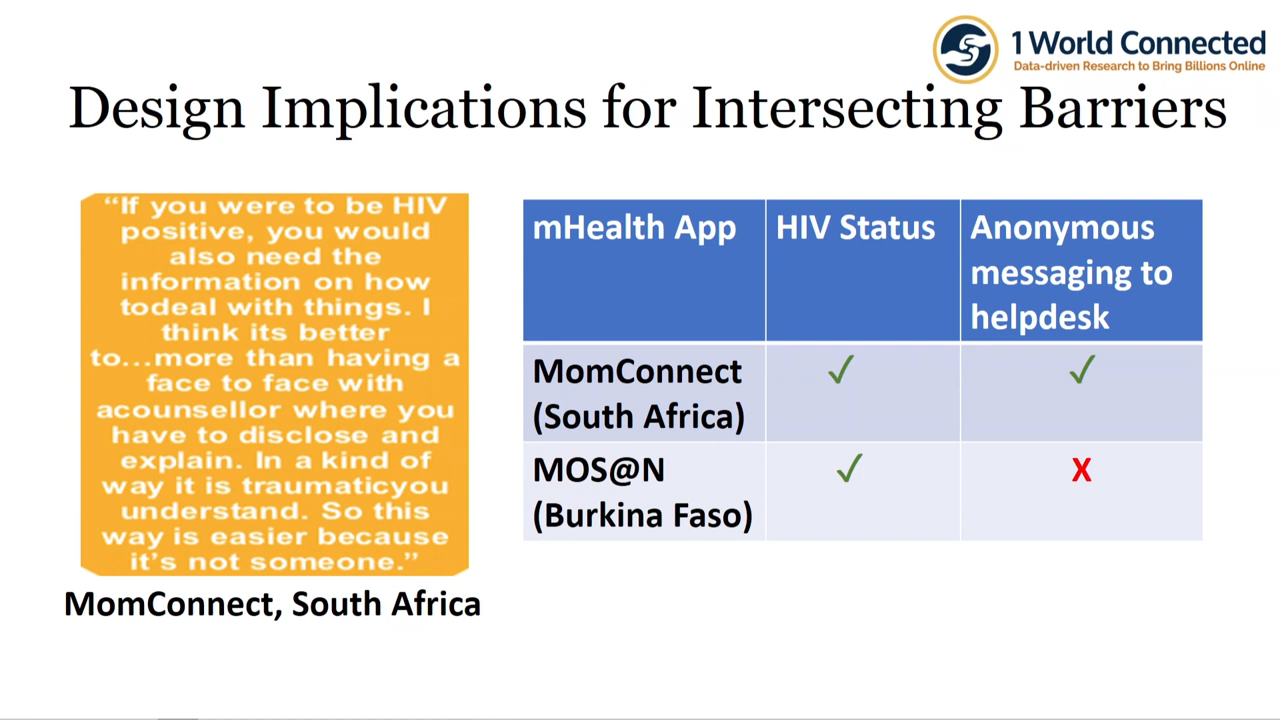 1 World Connected
Data-driven Research to Bring Billions Online
Design Implications for Intersecting Barriers
“If you were to be HIV
positive, you would
also need the
information on how
todeal with things. I
think its better
to...more than having a
face to face with
acounsellor where you
have to disclose and
explain. In a kind of
way it is traumaticyou
understand. So this
way is easier because
it’s not someone.”
MomConnect, South Africa
mHealth App HIV Status Anonymous
messaging to
helpdesk
MomConnect ✓ ✓
(South Africa)
MOS@N ✓ X
(Burkina Faso)